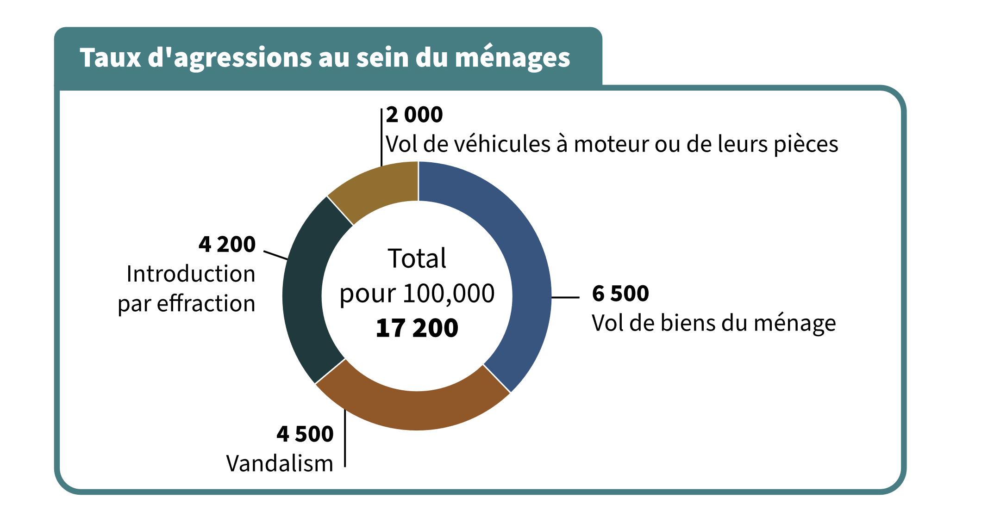 Taux d'agressions au sein du ménages
2 000
Vol de véhicules à moteur ou de leurs pièces
4 200
Introduction
par effraction
Total
pour 100,000
17 200
6 500
Vol de biens du ménage
4 500
Vandalism